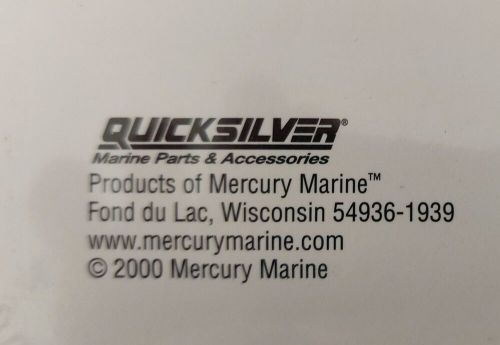 QUICKSILVER®
Marine Parts & Accessories
Products of Mercury Marine™
Fond du Lac, Wisconsin 54936-1939
www.mercurymarine.com
© 2000 Mercury Marine